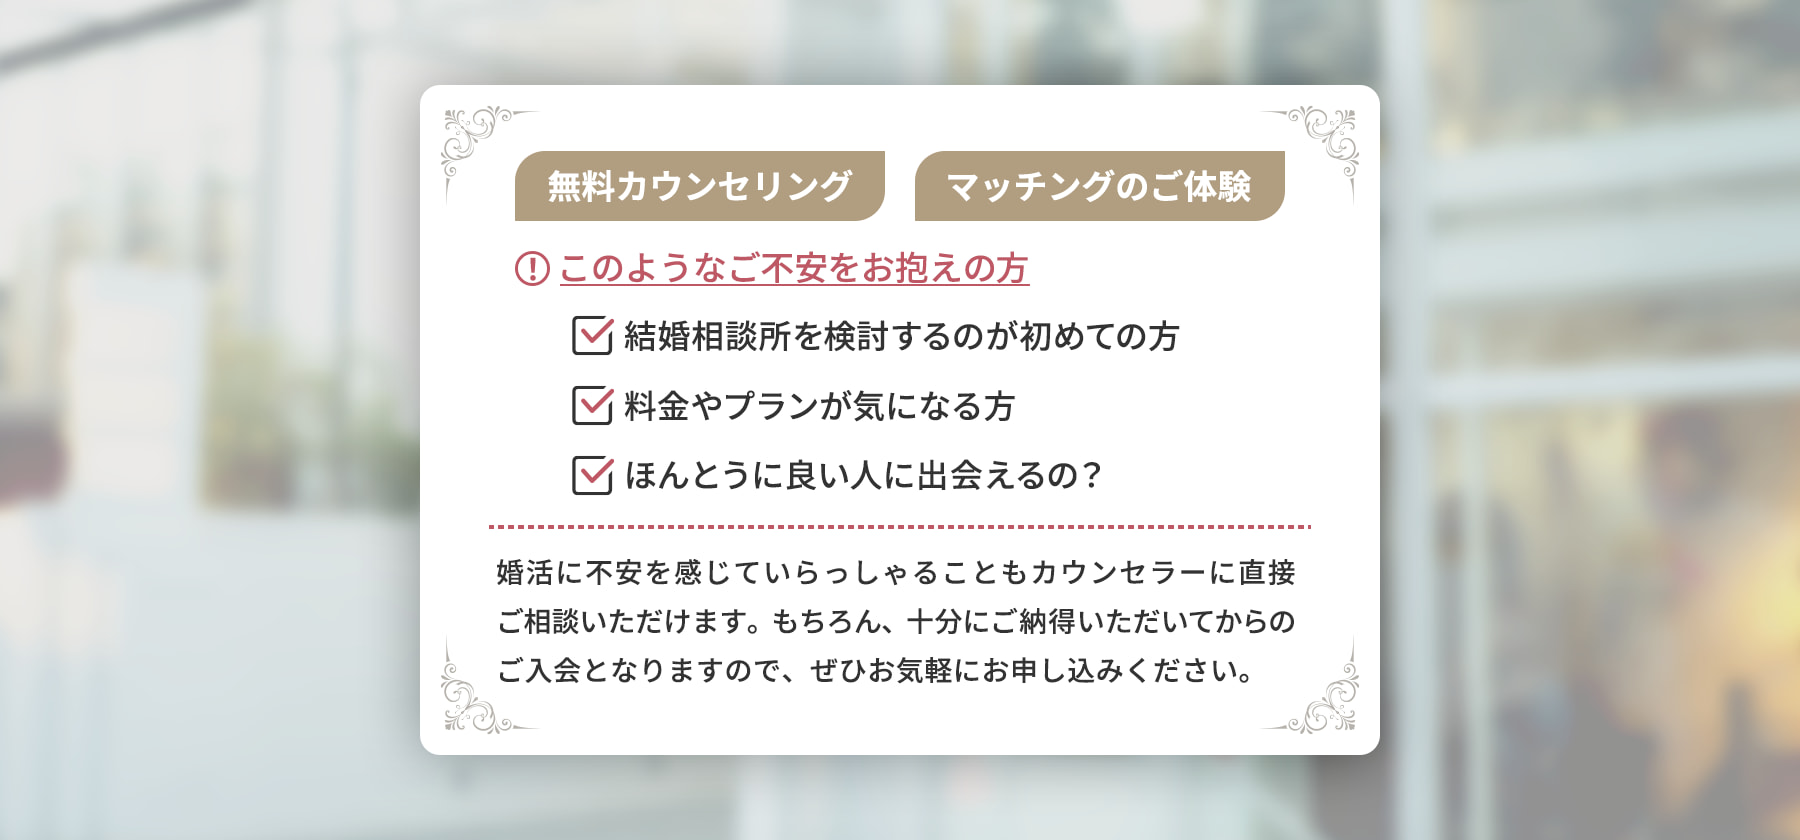 無料カウンセリング
マッチングのご体験
このようなご不安をお抱えの方
結婚相談所を検討するのが初めての方
料金やプランが気になる方
ほんとうに良い人に出会えるの？
婚活に不安を感じていらっしゃることもカウンセラーに直接
ご相談いただけます。もちろん、十分にご納得いただいてからの
ご入会となりますので、ぜひお気軽にお申し込みください。